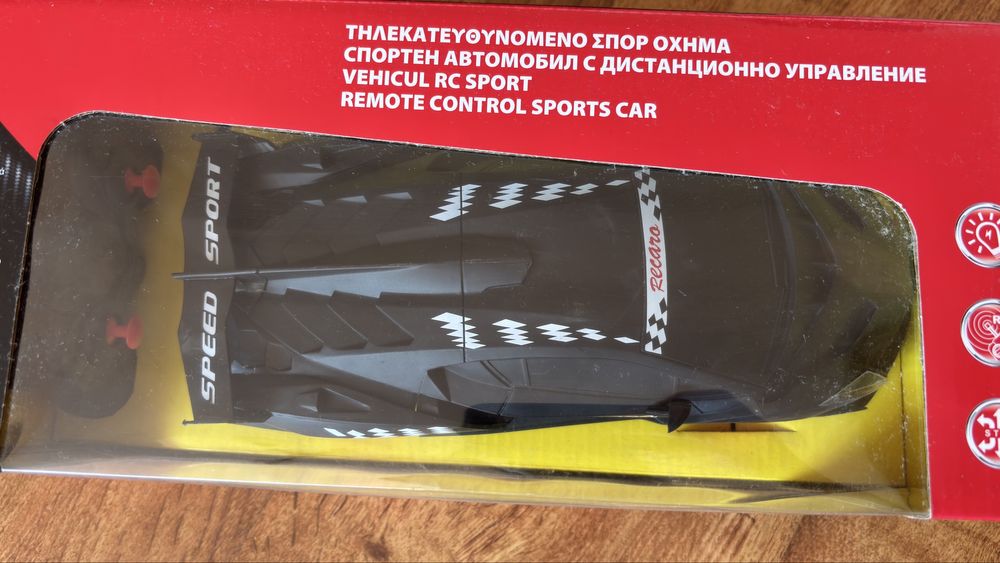 ΤΗΛΕΚΑΤΕΥΘΥΝΟΜΕΝΟ ΣΠΟΡ ΟΧΗΜΑ
СПОРТЕН АВТОМОБИЛ С ДИСТАНЦИОННО УПРАВЛЕНИЕ
VEHICUL RC SPORT
REMOTE CONTROL SPORTS CAR
SPEED SPORT
Recaro